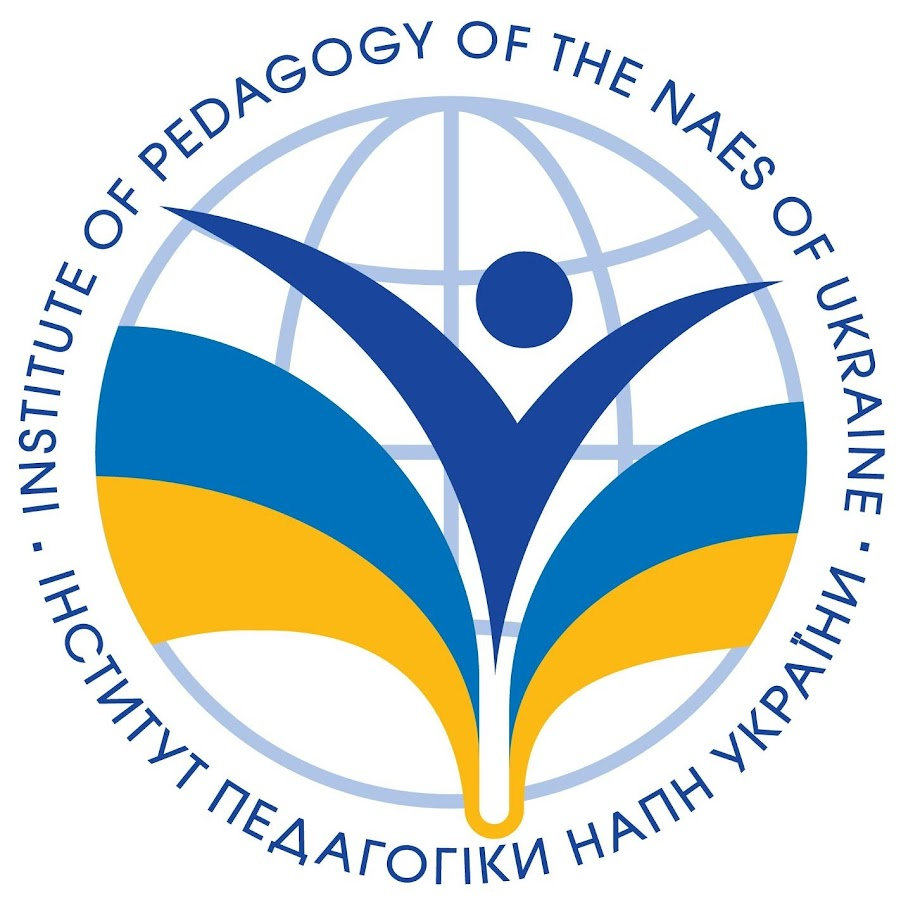 INSTITUTE OF PEDAGOGY OF THE NAES OF UKRAINE
ІНСТИТУТ ПЕДАГОГІКИ НАПН УКРАЇНИ